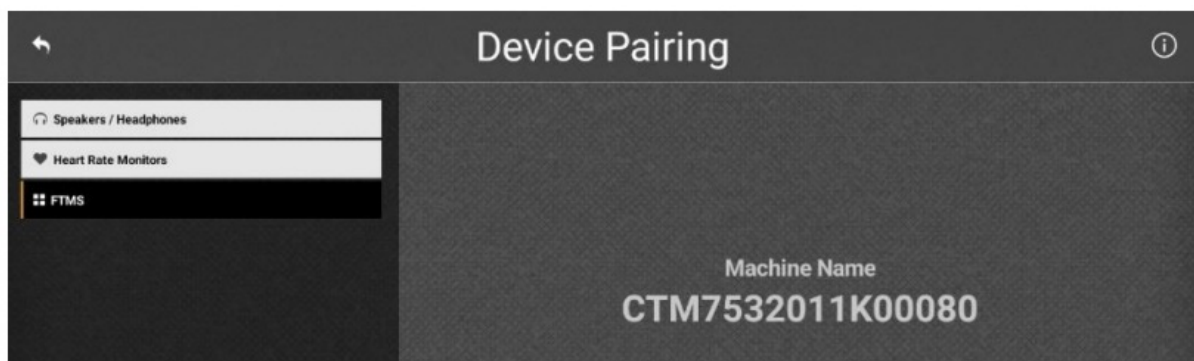 Device Pairing
Speakers / Headphones
Heart Rate Monitors
FTMS
Machine Name
CTM7532011K00080